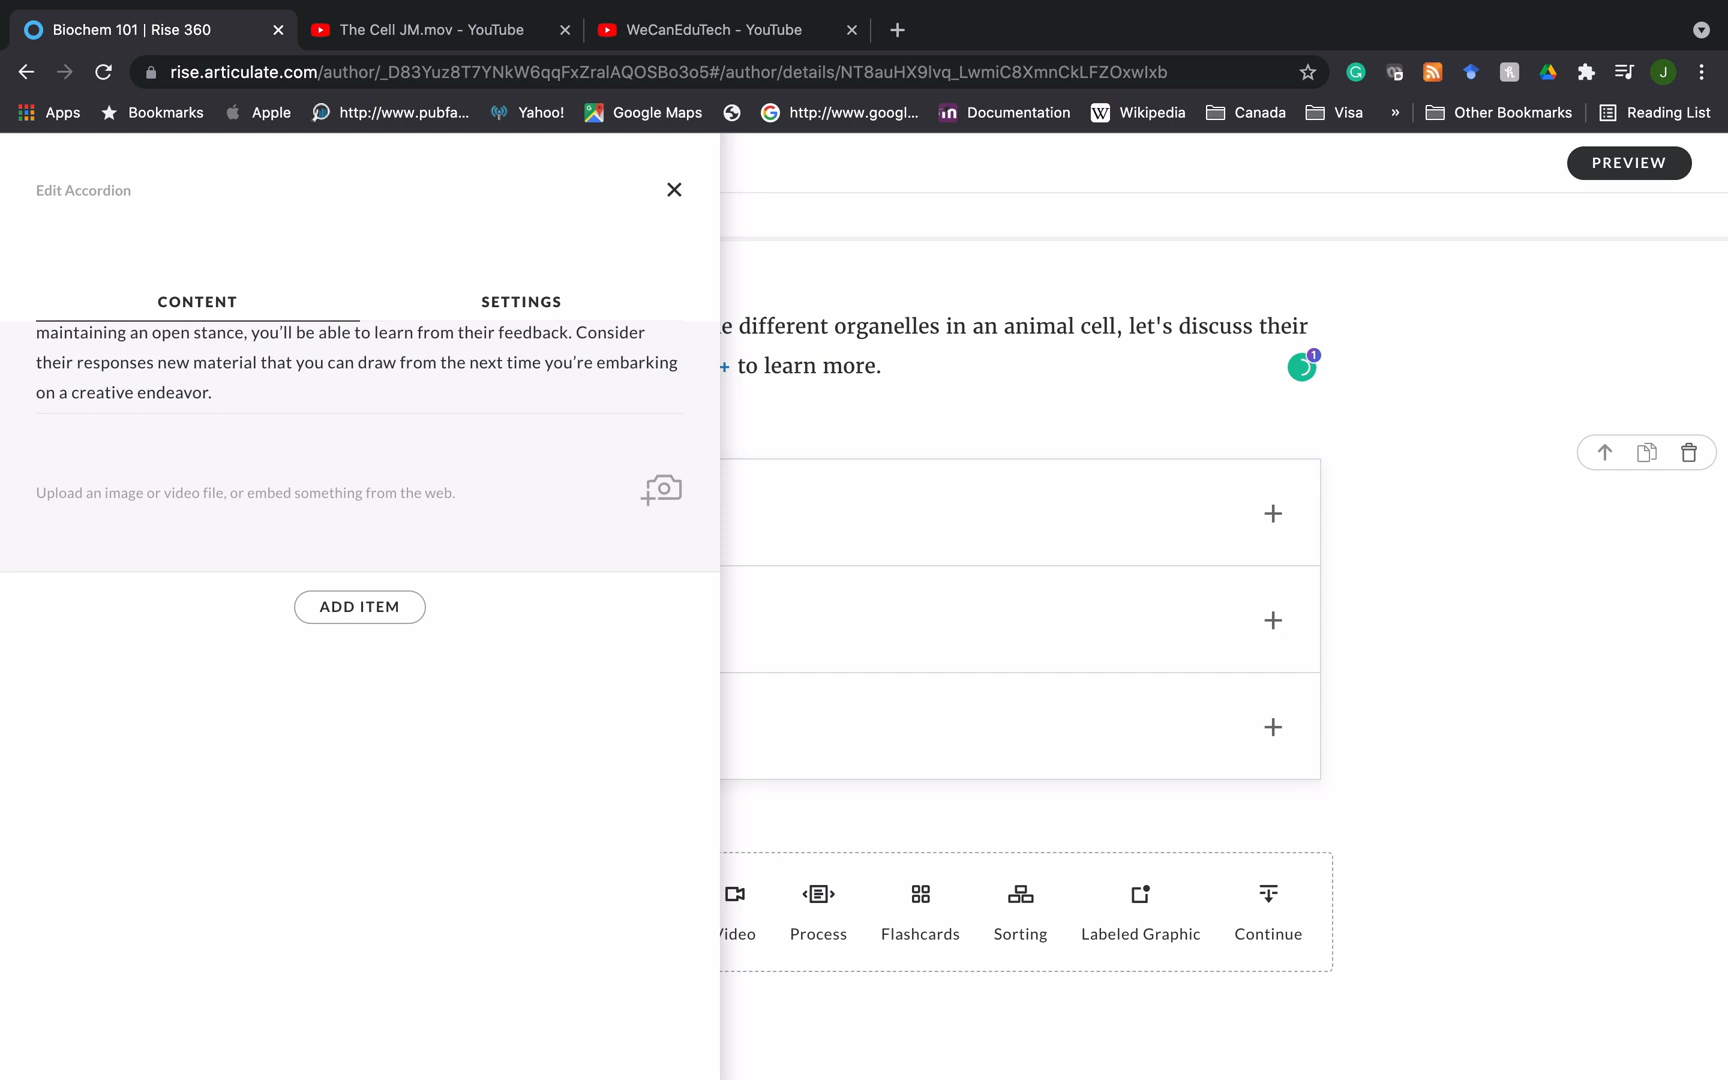 Biochem 101 | Rise 360
The Cell JM.mov - YouTube
WeCanEduTech - YouTube
rise.articulate.com/author/_D83Yuz8T7YNkW6qqFxZralAQOSBo3o5#/author/details/NT8auHX9lvq_LwmiC8XmnCkLFZOxwIxb
J
Apps
Bookmarks
Apple
http://www.pubfa...
Yahoo!
Google Maps
http://www.googl...
Documentation
Wikipedia
Canada
Visa
»
Other Bookmarks
Reading List
PREVIEW
Edit Accordion
CONTENT
SETTINGS
maintaining an open stance, you’ll be able to learn from their feedback. Consider
their responses new material that you can draw from the next time you’re embarking
on a creative endeavor.
Upload an image or video file, or embed something from the web.
ADD ITEM
different organelles in an animal cell, let's discuss their
+ to learn more.
1
Process
Flashcards
Sorting
Labeled Graphic
Continue